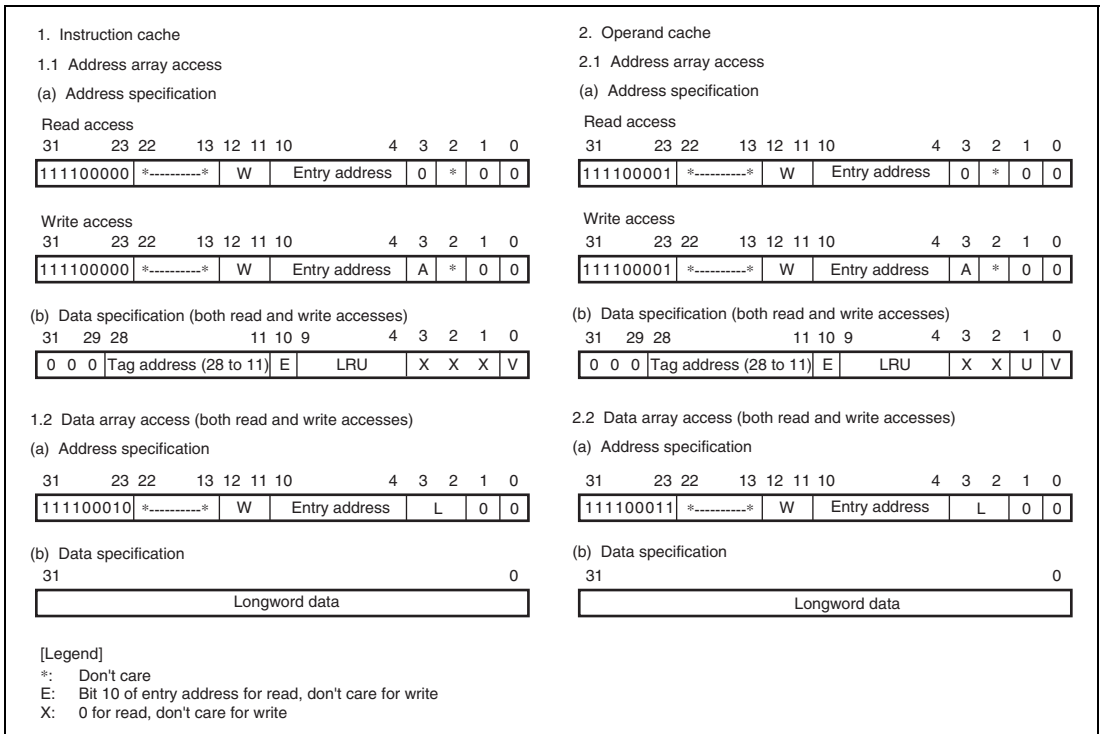 1. Instruction cache
1.1 Address array access
(a) Address specification
Read access
31 23 22 13 12 11 10 4 3 2 1 0
111100000 *----------* W Entry address 0 * 0 0
Write access
31 23 22 13 12 11 10 4 3 2 1 0
111100000 *----------* W Entry address A * 0 0
(b) Data specification (both read and write accesses)
31 29 28 11 10 9 4 3 2 1 0
0 0 0 Tag address (28 to 11) E LRU X X X V
1.2 Data array access (both read and write accesses)
(a) Address specification
31 23 22 13 12 11 10 4 3 2 1 0
111100010 *----------* W Entry address L 0 0
(b) Data specification
31 0
Longword data
[Legend]
*: Don't care
E: Bit 10 of entry address for read, don't care for write
X: 0 for read, don't care for write
2. Operand cache
2.1 Address array access
(a) Address specification
Read access
31 23 22 13 12 11 10 4 3 2 1 0
111100001 *----------* W Entry address 0 * 0 0
Write access
31 23 22 13 12 11 10 4 3 2 1 0
111100001 *----------* W Entry address A * 0 0
(b) Data specification (both read and write accesses)
31 29 28 11 10 9 4 3 2 1 0
0 0 0 Tag address (28 to 11) E LRU X X U V
2.2 Data array access (both read and write accesses)
(a) Address specification
31 23 22 13 12 11 10 4 3 2 1 0
111100011 *----------* W Entry address L 0 0
(b) Data specification
31 0
Longword data